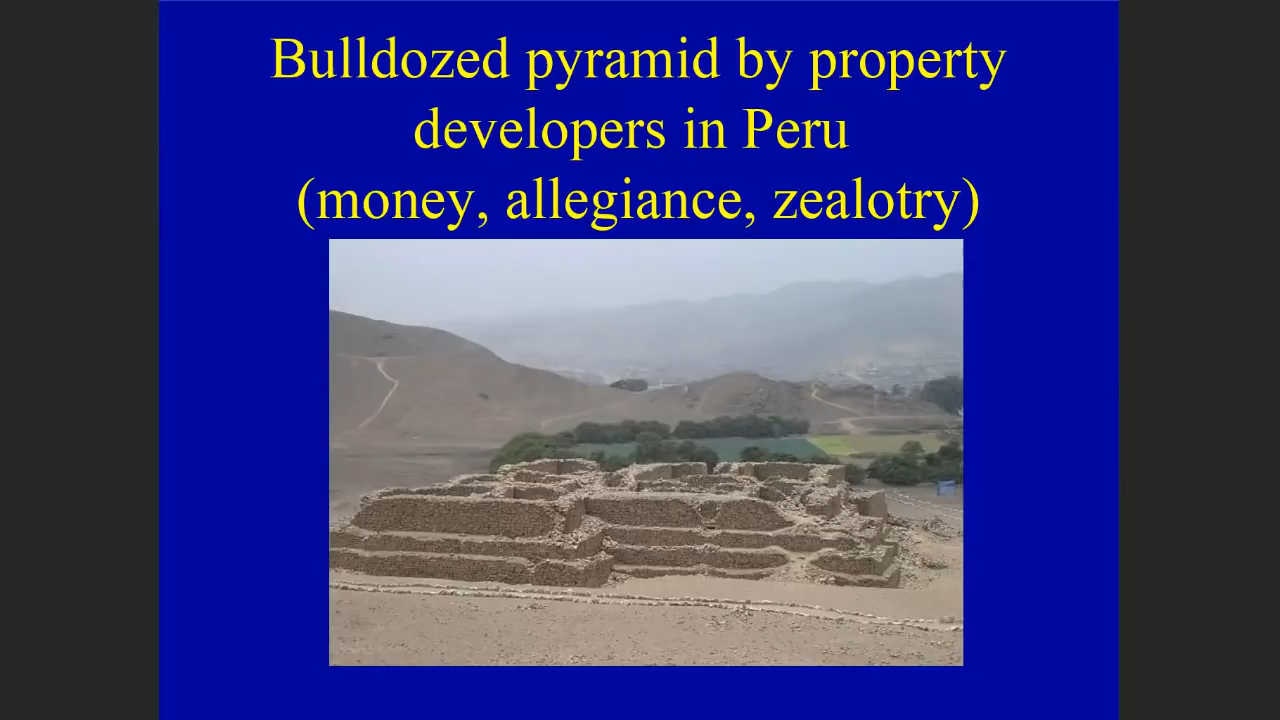 Bulldozed pyramid by property
developers in Peru
(money, allegiance, zealotry)